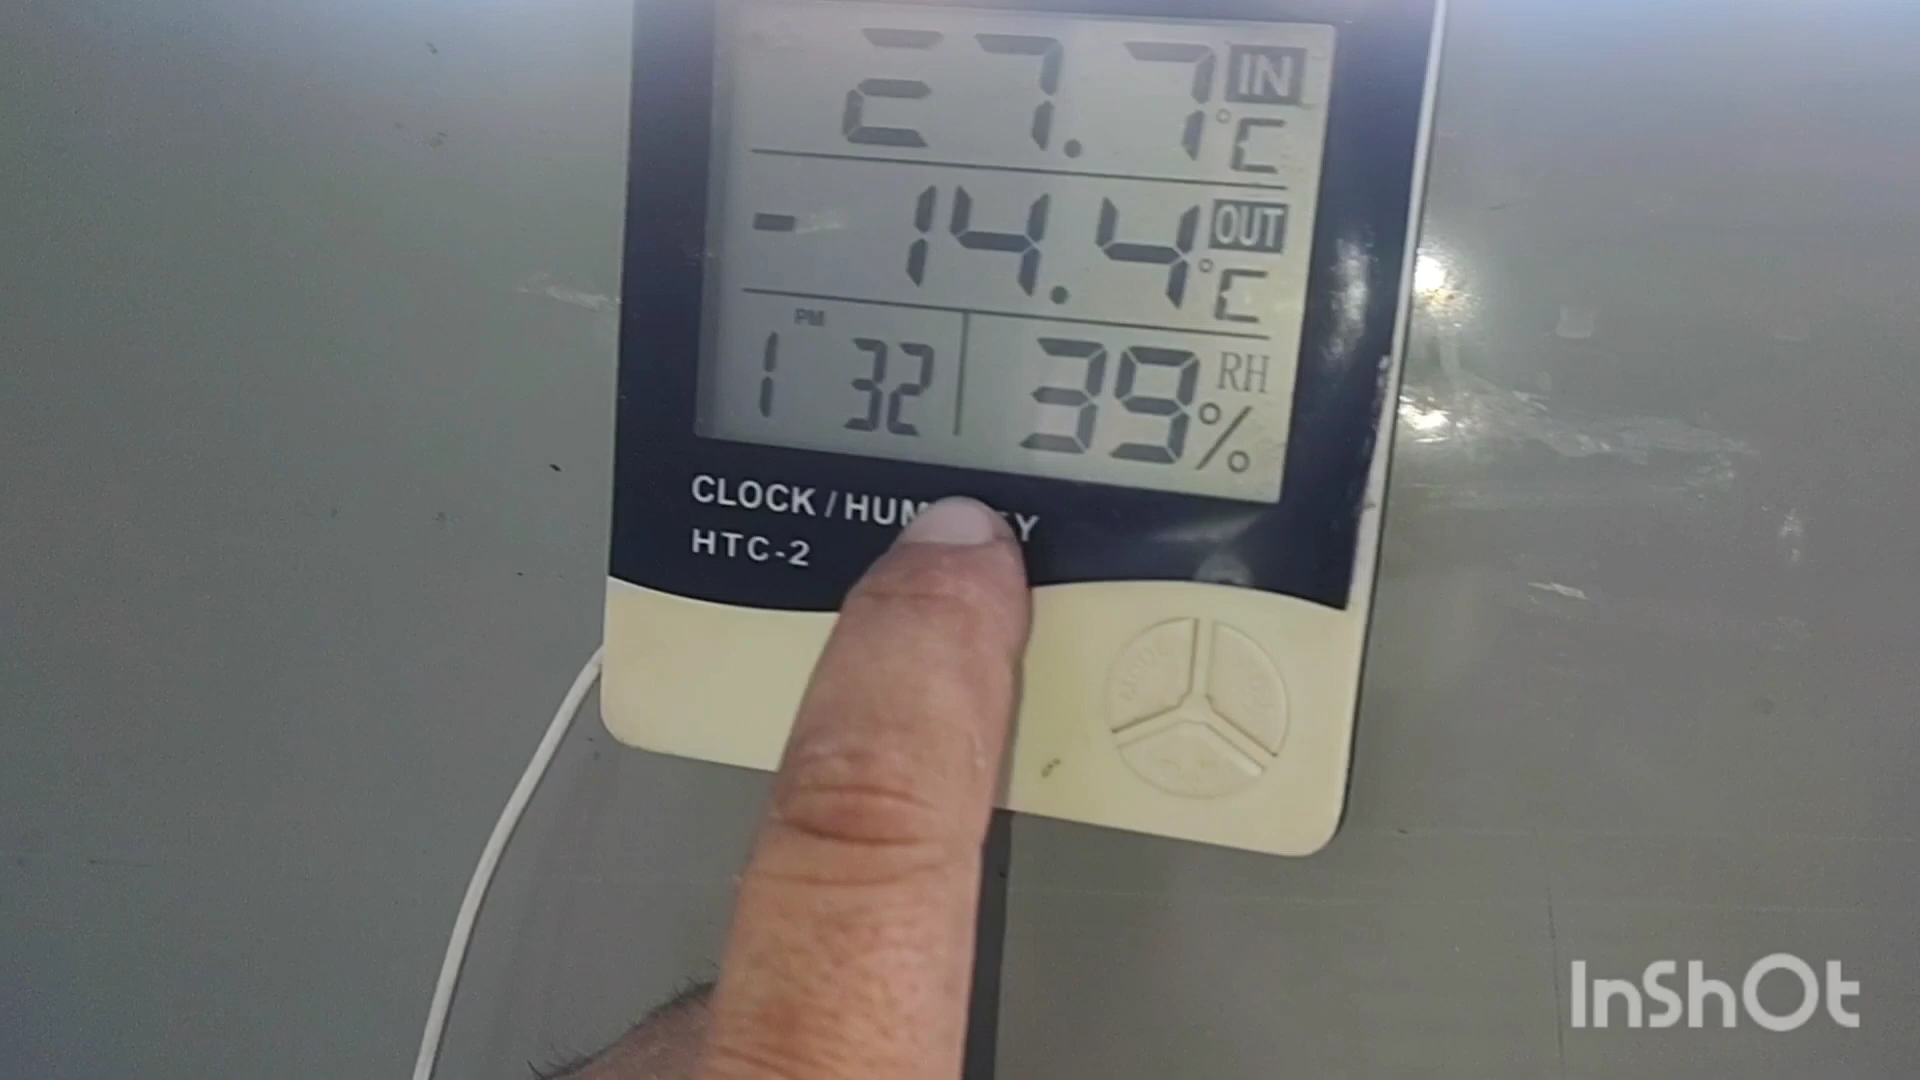 27.7 IN
°C
-14.4 OUT
°C
PM
1 32
39 RH
%
CLOCK / HUM Y
HTC-2
InShOt